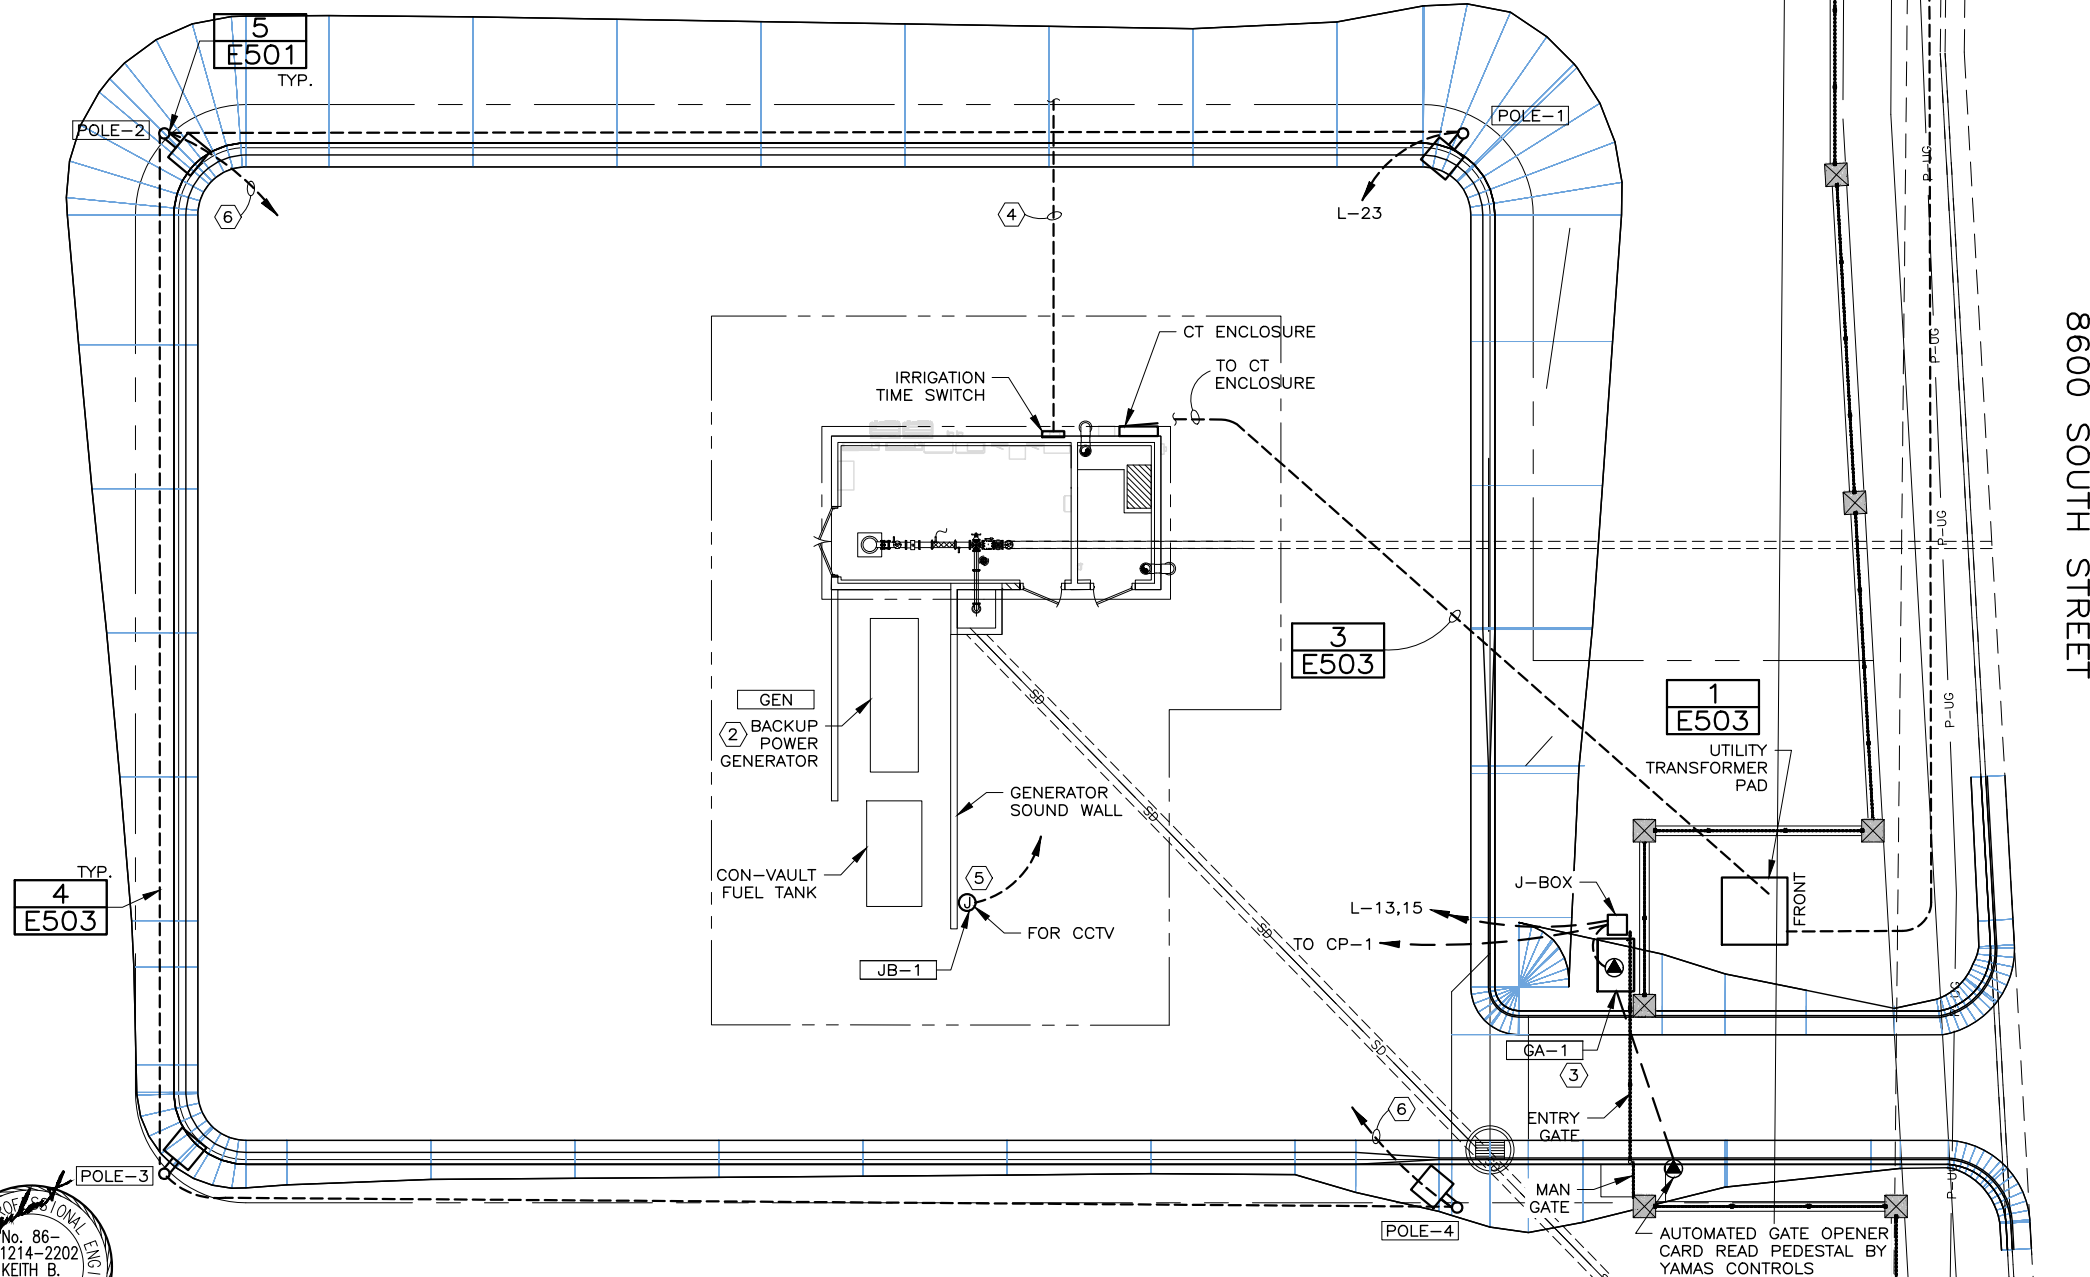 5
E501
TYP.
POLE-2
POLE-1
6
4
L-23
CT ENCLOSURE
TO CT
ENCLOSURE
IRRIGATION
TIME SWITCH
8600 SOUTH STREET
P-UG
P-UG
P-UG
P-UG
3
E503
1
E503
UTILITY
TRANSFORMER
PAD
GEN
2
BACKUP
POWER
GENERATOR
GENERATOR
SOUND WALL
SD
SD
SD
SD
SD
CON-VAULT
FUEL TANK
5
J
FOR CCTV
JB-1
TYP.
4
E503
J-BOX
FRONT
L-13,15
TO CP-1
P-UG
GA-1
3
ENTRY
GATE
6
MAN
GATE
P-UG
POLE-3
POLE-4
AUTOMATED GATE OPENER
CARD READ PEDESTAL BY
YAMAS CONTROLS
No. 86-
1214-2202
KEITH B.